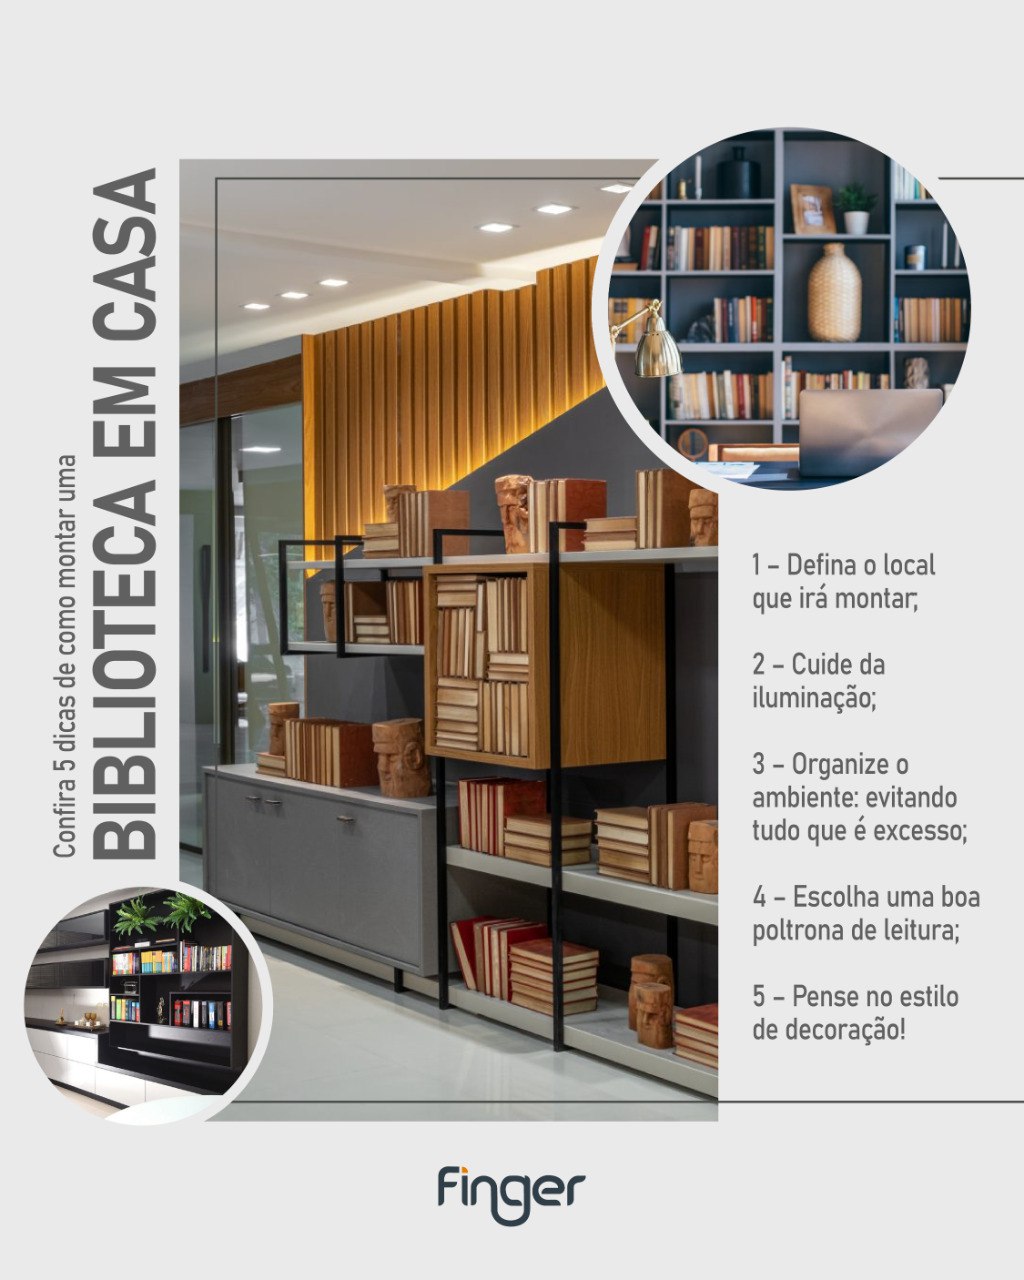 Confira 5 dicas de como montar uma
BIBLIOTECA EM CASA
1 – Defina o local
que irá montar;
2 – Cuide da
iluminação;
3 – Organize o
ambiente: evitando
tudo que é excesso;
4 – Escolha uma boa
poltrona de leitura;
5 – Pense no estilo
de decoração!
Finger